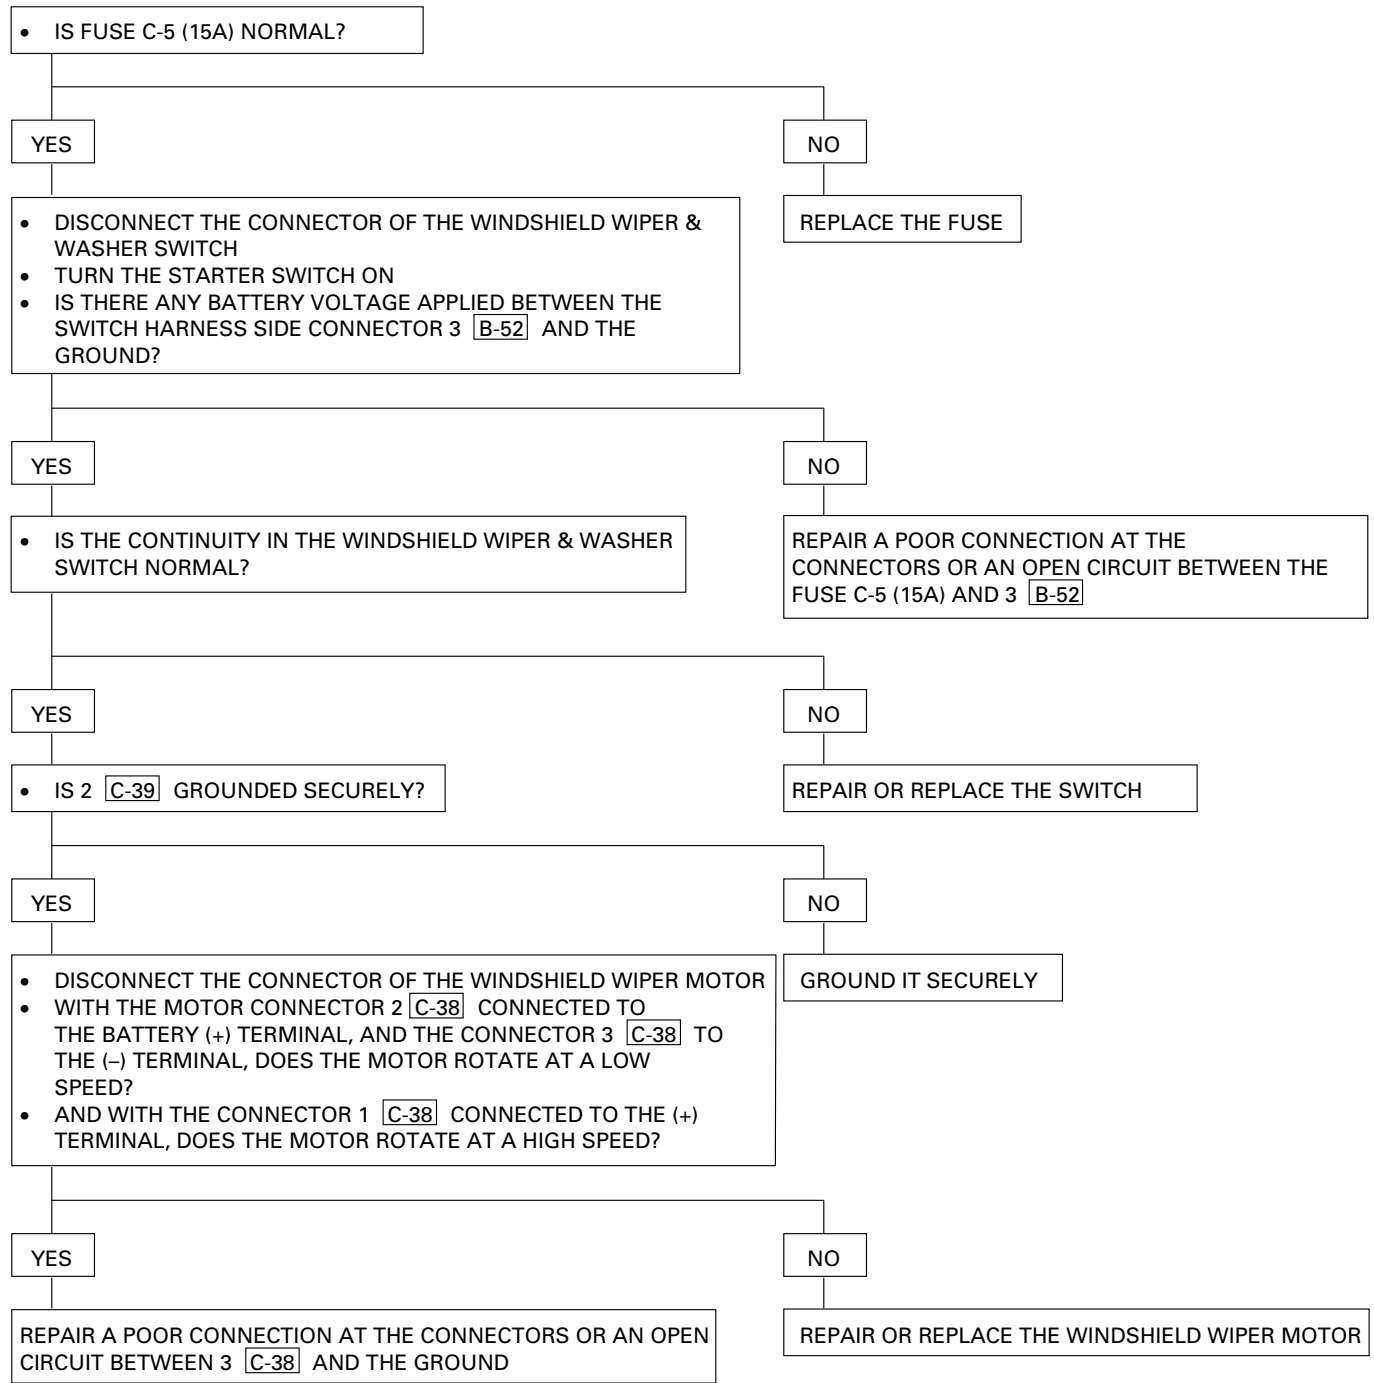 • IS FUSE C-5 (15A) NORMAL?
YES
NO
• DISCONNECT THE CONNECTOR OF THE WINDSHIELD WIPER &
WASHER SWITCH
• TURN THE STARTER SWITCH ON
• IS THERE ANY BATTERY VOLTAGE APPLIED BETWEEN THE
SWITCH HARNESS SIDE CONNECTOR 3 B-52 AND THE
GROUND?
REPLACE THE FUSE
YES
NO
• IS THE CONTINUITY IN THE WINDSHIELD WIPER & WASHER
SWITCH NORMAL?
REPAIR A POOR CONNECTION AT THE
CONNECTORS OR AN OPEN CIRCUIT BETWEEN THE
FUSE C-5 (15A) AND 3 B-52
YES
NO
• IS 2 C-39 GROUNDED SECURELY?
REPAIR OR REPLACE THE SWITCH
YES
NO
• DISCONNECT THE CONNECTOR OF THE WINDSHIELD WIPER MOTOR
• WITH THE MOTOR CONNECTOR 2 C-38 CONNECTED TO
THE BATTERY (+) TERMINAL, AND THE CONNECTOR 3 C-38 TO
THE (–) TERMINAL, DOES THE MOTOR ROTATE AT A LOW
SPEED?
• AND WITH THE CONNECTOR 1 C-38 CONNECTED TO THE (+)
TERMINAL, DOES THE MOTOR ROTATE AT A HIGH SPEED?
GROUND IT SECURELY
YES
NO
REPAIR A POOR CONNECTION AT THE CONNECTORS OR AN OPEN
CIRCUIT BETWEEN 3 C-38 AND THE GROUND
REPAIR OR REPLACE THE WINDSHIELD WIPER MOTOR